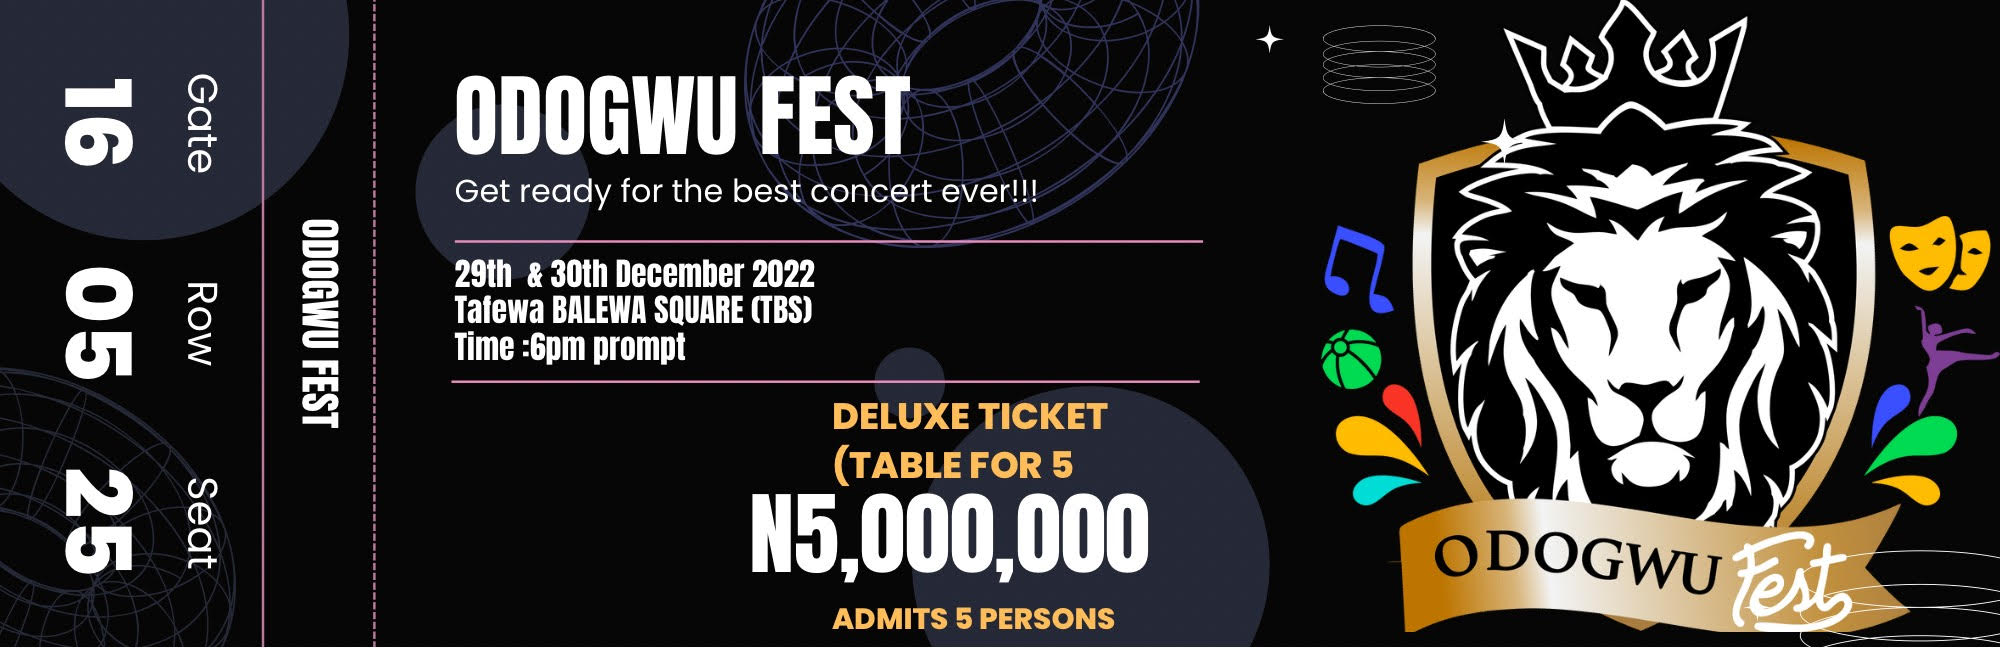 Gate
16
Row
05
Seat
25
ODOGWU FEST
ODOGWU FEST
Get ready for the best concert ever!!!
29th & 30th December 2022
Tafewa BALEWA SQUARE (TBS)
Time :6pm prompt
DELUXE TICKET
(TABLE FOR 5
N5,000,000
ADMITS 5 PERSONS
ODOGWU Fest